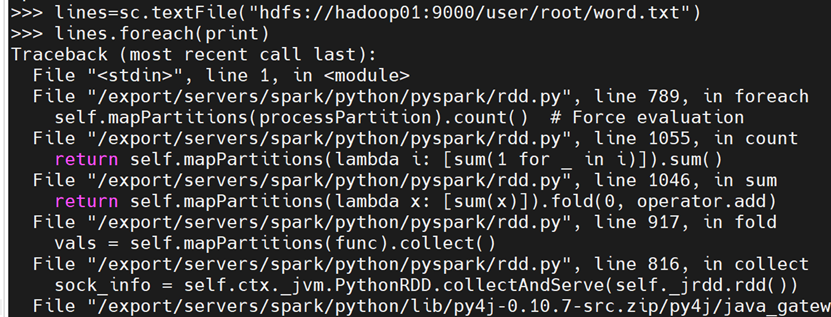 >>> lines=sc.textFile("hdfs://hadoop01:9000/user/root/word.txt")
>>> lines.foreach(print)
Traceback (most recent call last):
  File "<stdin>", line 1, in <module>
  File "/export/servers/spark/python/pyspark/rdd.py", line 789, in foreach
    self.mapPartitions(processPartition).count()  # Force evaluation
  File "/export/servers/spark/python/pyspark/rdd.py", line 1055, in count
    return self.mapPartitions(lambda i: [sum(1 for _ in i)]).sum()
  File "/export/servers/spark/python/pyspark/rdd.py", line 1046, in sum
    return self.mapPartitions(lambda x: [sum(x)]).fold(0, operator.add)
  File "/export/servers/spark/python/pyspark/rdd.py", line 917, in fold
    vals = self.mapPartitions(func).collect()
  File "/export/servers/spark/python/pyspark/rdd.py", line 816, in collect
    sock_info = self.ctx._jvm.PythonRDD.collectAndServe(self._jrdd.rdd())
  File "/export/servers/spark/python/lib/py4j-0.10.7-src.zip/py4j/java_gatew